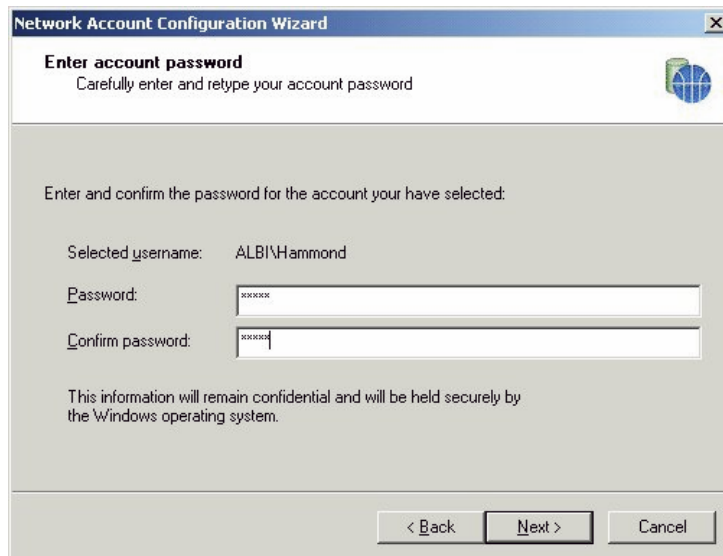 Network Account Configuration Wizard
Enter account password
Carefully enter and retype your account password
Enter and confirm the password for the account your have selected:
Selected username: ALBI\Hammond
Password: *****
Confirm password: *****
This information will remain confidential and will be held securely by
the Windows operating system.
< Back Next > Cancel